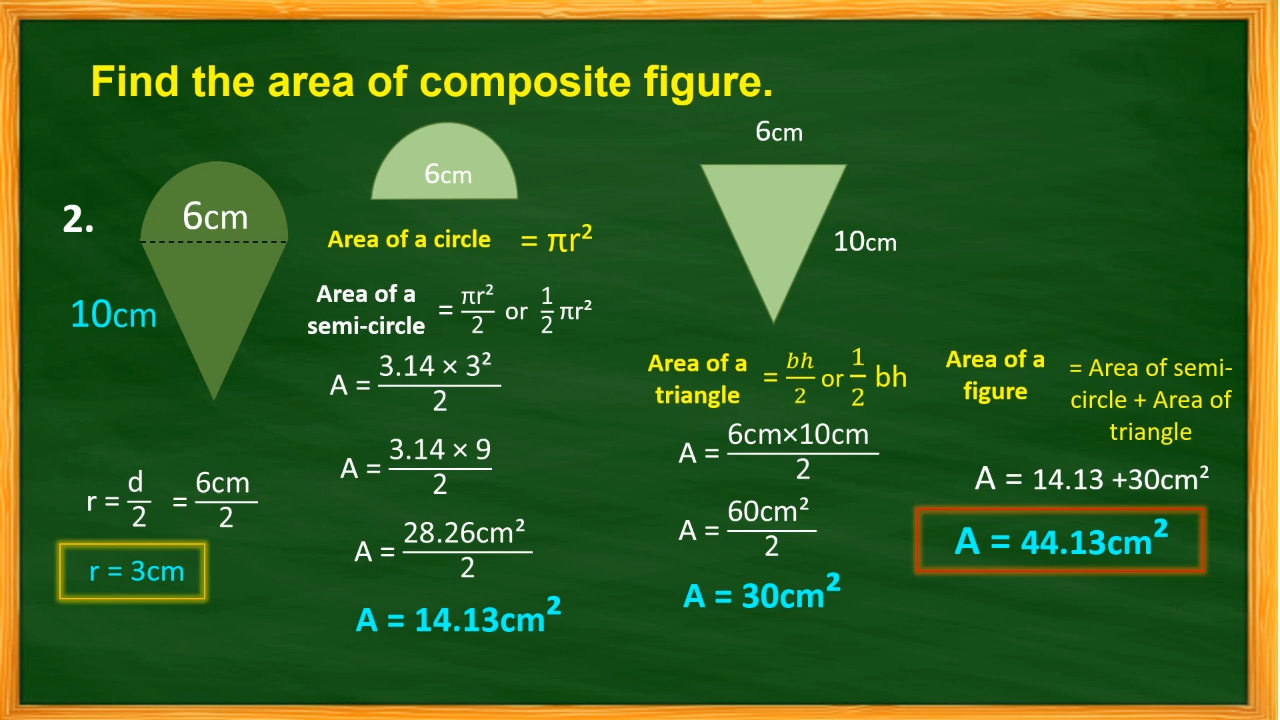 Find the area of composite figure.
2.
6cm
10cm
r = d/2 = 6cm/2
r = 3cm
6cm
Area of a circle = πr²
Area of a semi-circle = πr²/2 or 1/2 πr²
A = 3.14 × 3²/2
A = 3.14 × 9/2
A = 28.26cm²/2
A = 14.13cm²
6cm
10cm
Area of a triangle = bh/2 or 1/2 bh
A = 6cm×10cm/2
A = 60cm²/2
A = 30cm²
Area of a figure = Area of semi-
circle + Area of
triangle
A = 14.13 +30cm²
A = 44.13cm²